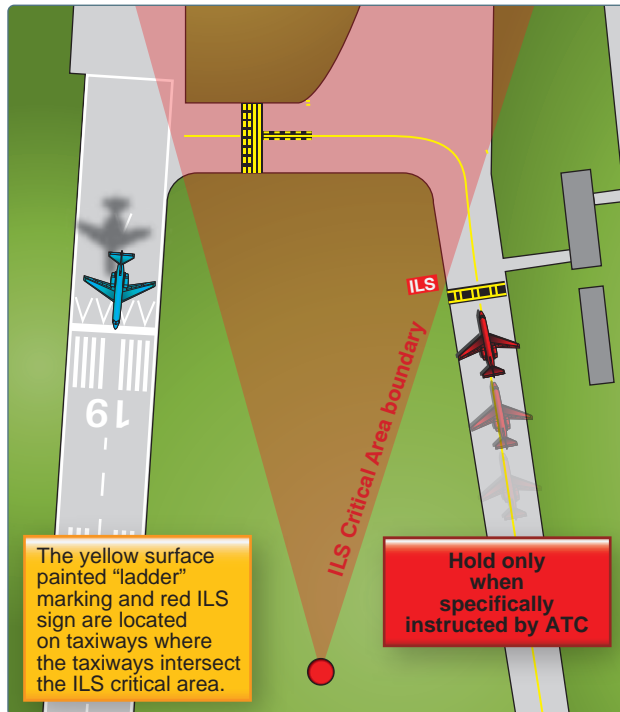 ILS
ILS Critical Area boundary
19
The yellow surface
painted “ladder”
marking and red ILS
sign are located
on taxiways where
the taxiways intersect
the ILS critical area.
Hold only
when
specifically
instructed by ATC